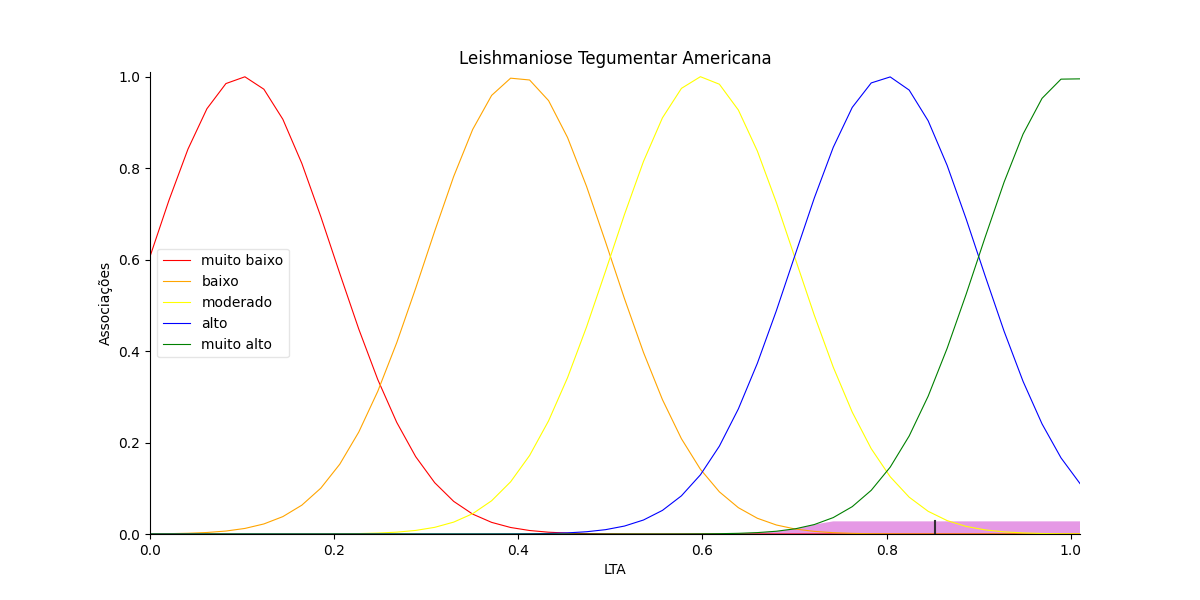 Leishmaniose Tegumentar Americana
1.0
0.8
0.6
0.4
0.2
0.0
Associações
muito baixo
baixo
moderado
alto
muito alto
0.0 0.2 0.4 0.6 0.8 1.0
LTA